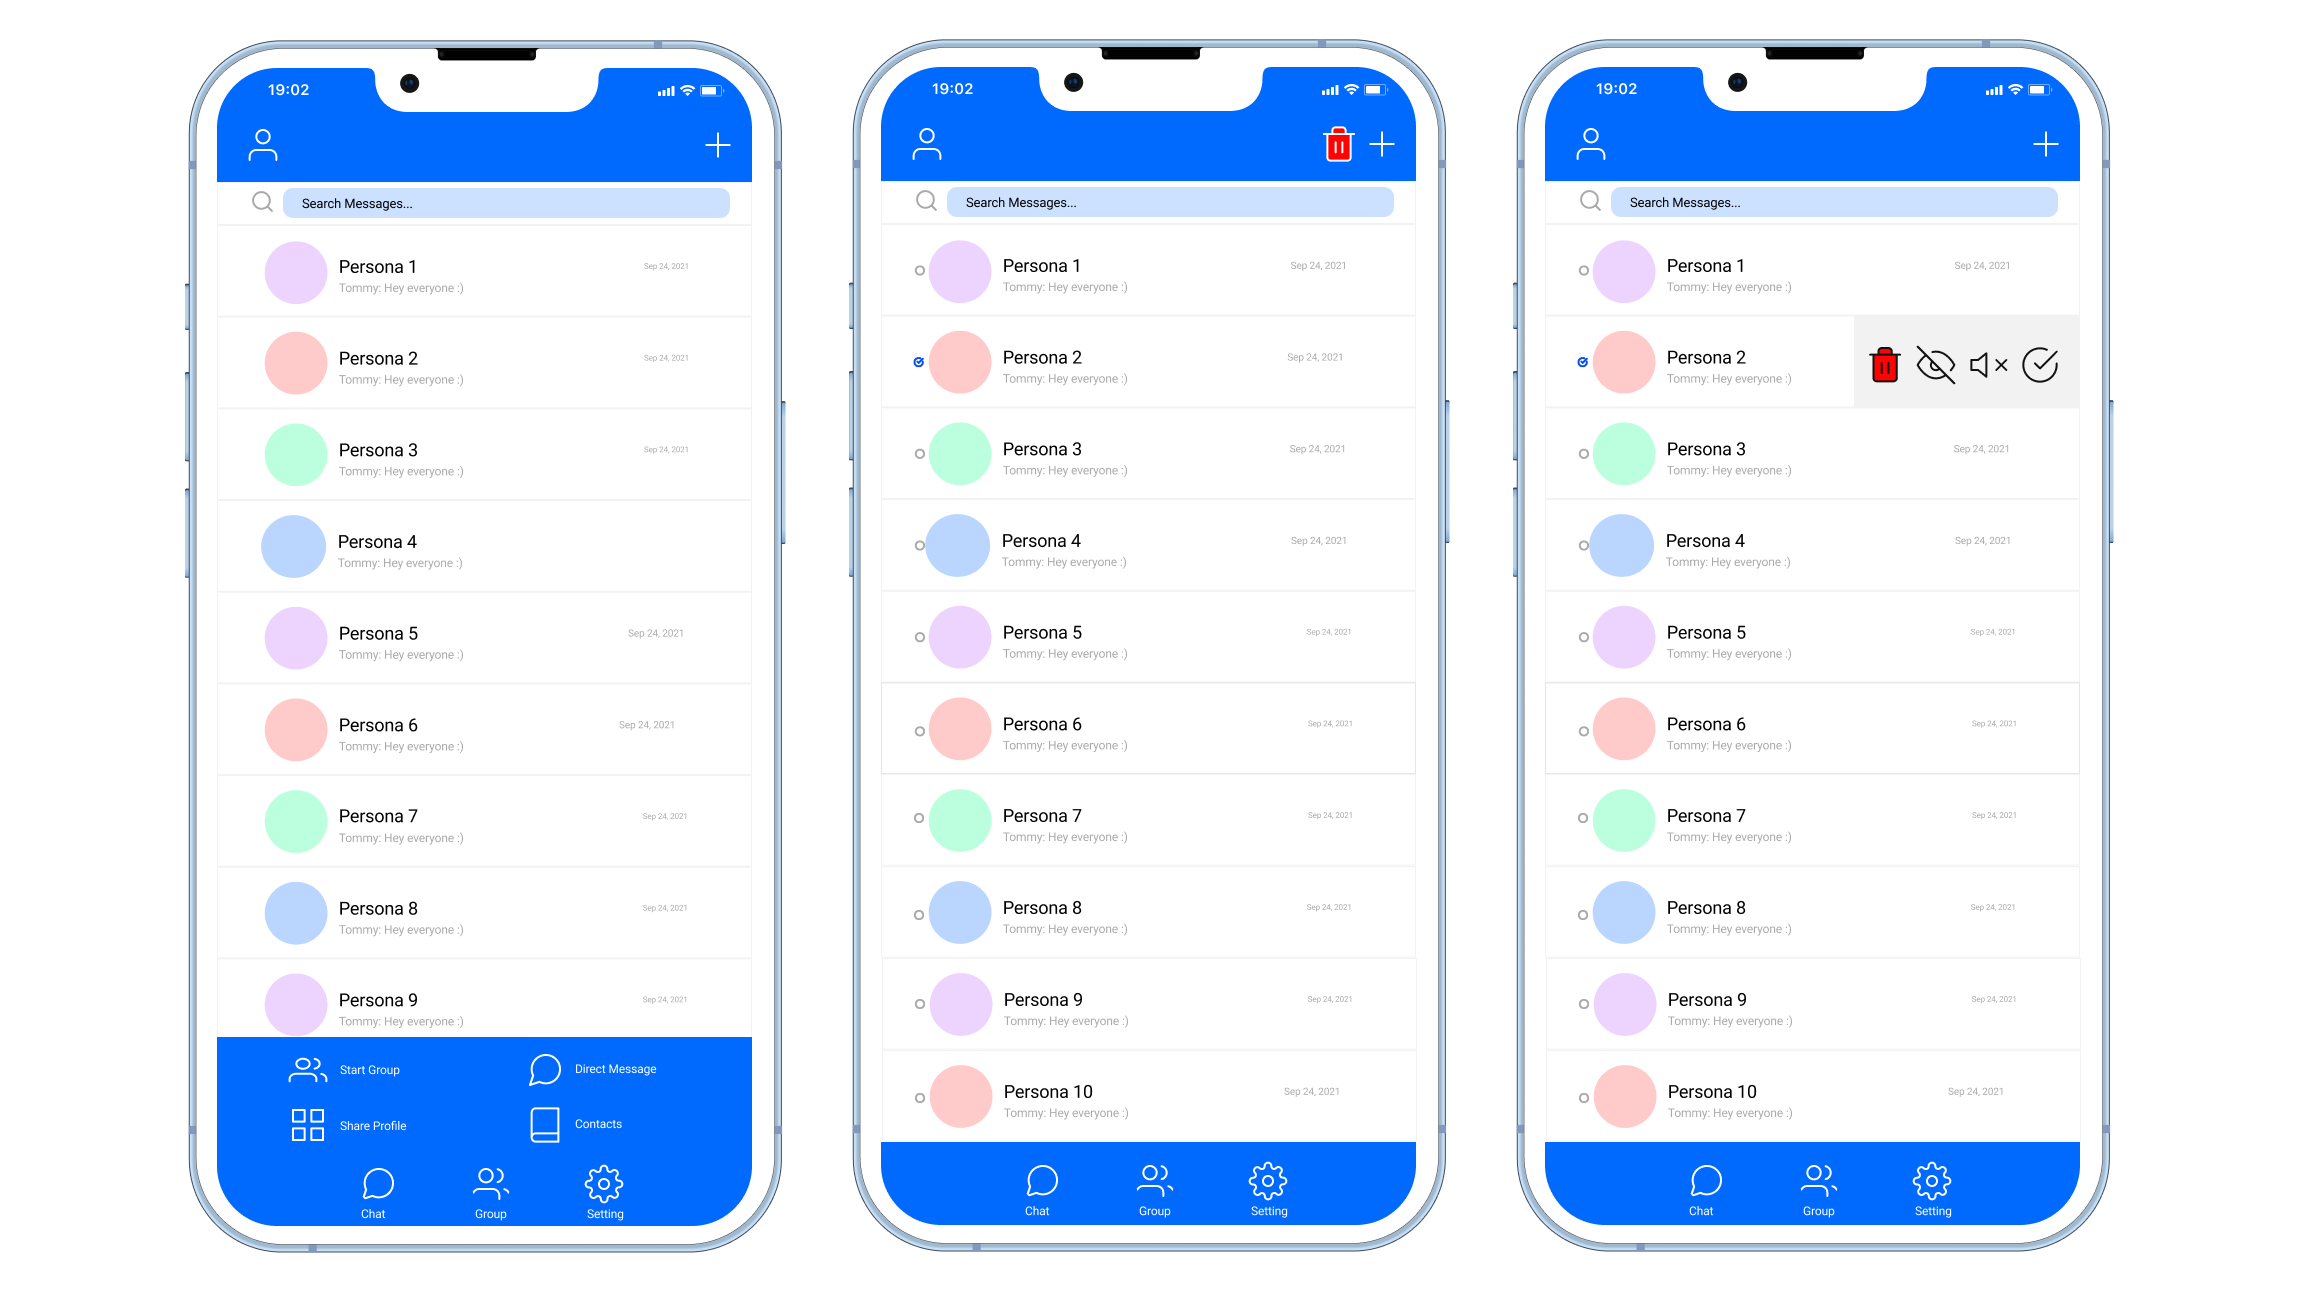 19:02
Search Messages...
Persona 1
Sep 24, 2021
Tommy: Hey everyone :)
Persona 2
Sep 24, 2021
Tommy: Hey everyone :)
Persona 3
Sep 24, 2021
Tommy: Hey everyone :)
Persona 4
Tommy: Hey everyone :)
Persona 5
Sep 24, 2021
Tommy: Hey everyone :)
Persona 6
Sep 24, 2021
Tommy: Hey everyone :)
Persona 7
Sep 24, 2021
Tommy: Hey everyone :)
Persona 8
Sep 24, 2021
Tommy: Hey everyone :)
Persona 9
Sep 24, 2021
Tommy: Hey everyone :)
Start Group
Direct Message
Share Profile
Contacts
Chat
Group
Setting
19:02
Search Messages...
Persona 1
Sep 24, 2021
Tommy: Hey everyone :)
Persona 2
Sep 24, 2021
Tommy: Hey everyone :)
Persona 3
Sep 24, 2021
Tommy: Hey everyone :)
Persona 4
Sep 24, 2021
Tommy: Hey everyone :)
Persona 5
Sep 24, 2021
Tommy: Hey everyone :)
Persona 6
Sep 24, 2021
Tommy: Hey everyone :)
Persona 7
Sep 24, 2021
Tommy: Hey everyone :)
Persona 8
Sep 24, 2021
Tommy: Hey everyone :)
Persona 9
Sep 24, 2021
Tommy: Hey everyone :)
Persona 10
Sep 24, 2021
Tommy: Hey everyone :)
Chat
Group
Setting
19:02
Search Messages...
Persona 1
Sep 24, 2021
Tommy: Hey everyone :)
Persona 2
Tommy: Hey everyone :)
Persona 3
Sep 24, 2021
Tommy: Hey everyone :)
Persona 4
Sep 24, 2021
Tommy: Hey everyone :)
Persona 5
Sep 24, 2021
Tommy: Hey everyone :)
Persona 6
Sep 24, 2021
Tommy: Hey everyone :)
Persona 7
Sep 24, 2021
Tommy: Hey everyone :)
Persona 8
Sep 24, 2021
Tommy: Hey everyone :)
Persona 9
Sep 24, 2021
Tommy: Hey everyone :)
Persona 10
Sep 24, 2021
Tommy: Hey everyone :)
Chat
Group
Setting